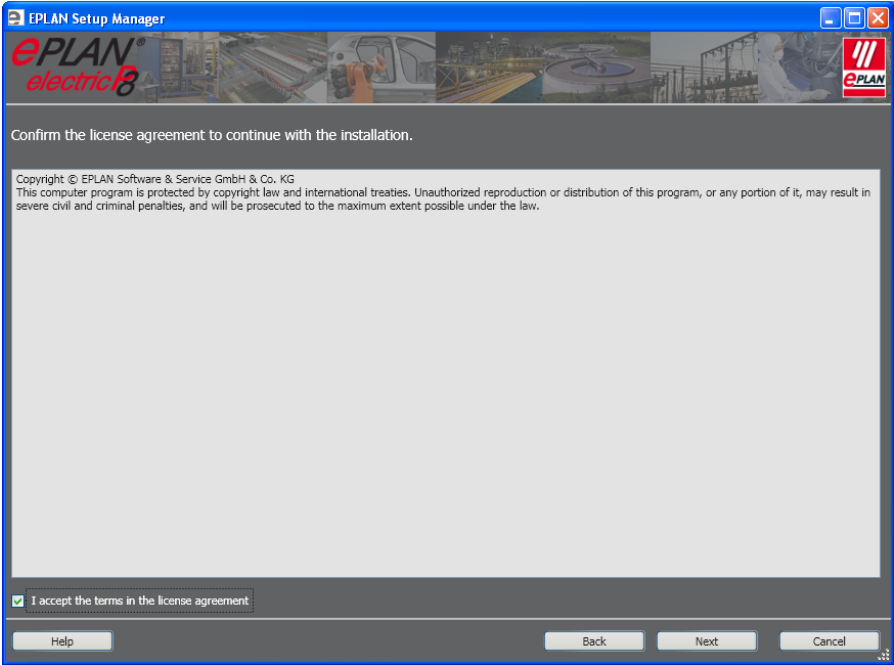 EPLAN Setup Manager
ePLAN®
electric P8
ePLAN
Confirm the license agreement to continue with the installation.
Copyright © EPLAN Software & Service GmbH & Co. KG
This computer program is protected by copyright law and international treaties. Unauthorized reproduction or distribution of this program, or any portion of it, may result in
severe civil and criminal penalties, and will be prosecuted to the maximum extent possible under the law.
I accept the terms in the license agreement
Help
Back
Next
Cancel